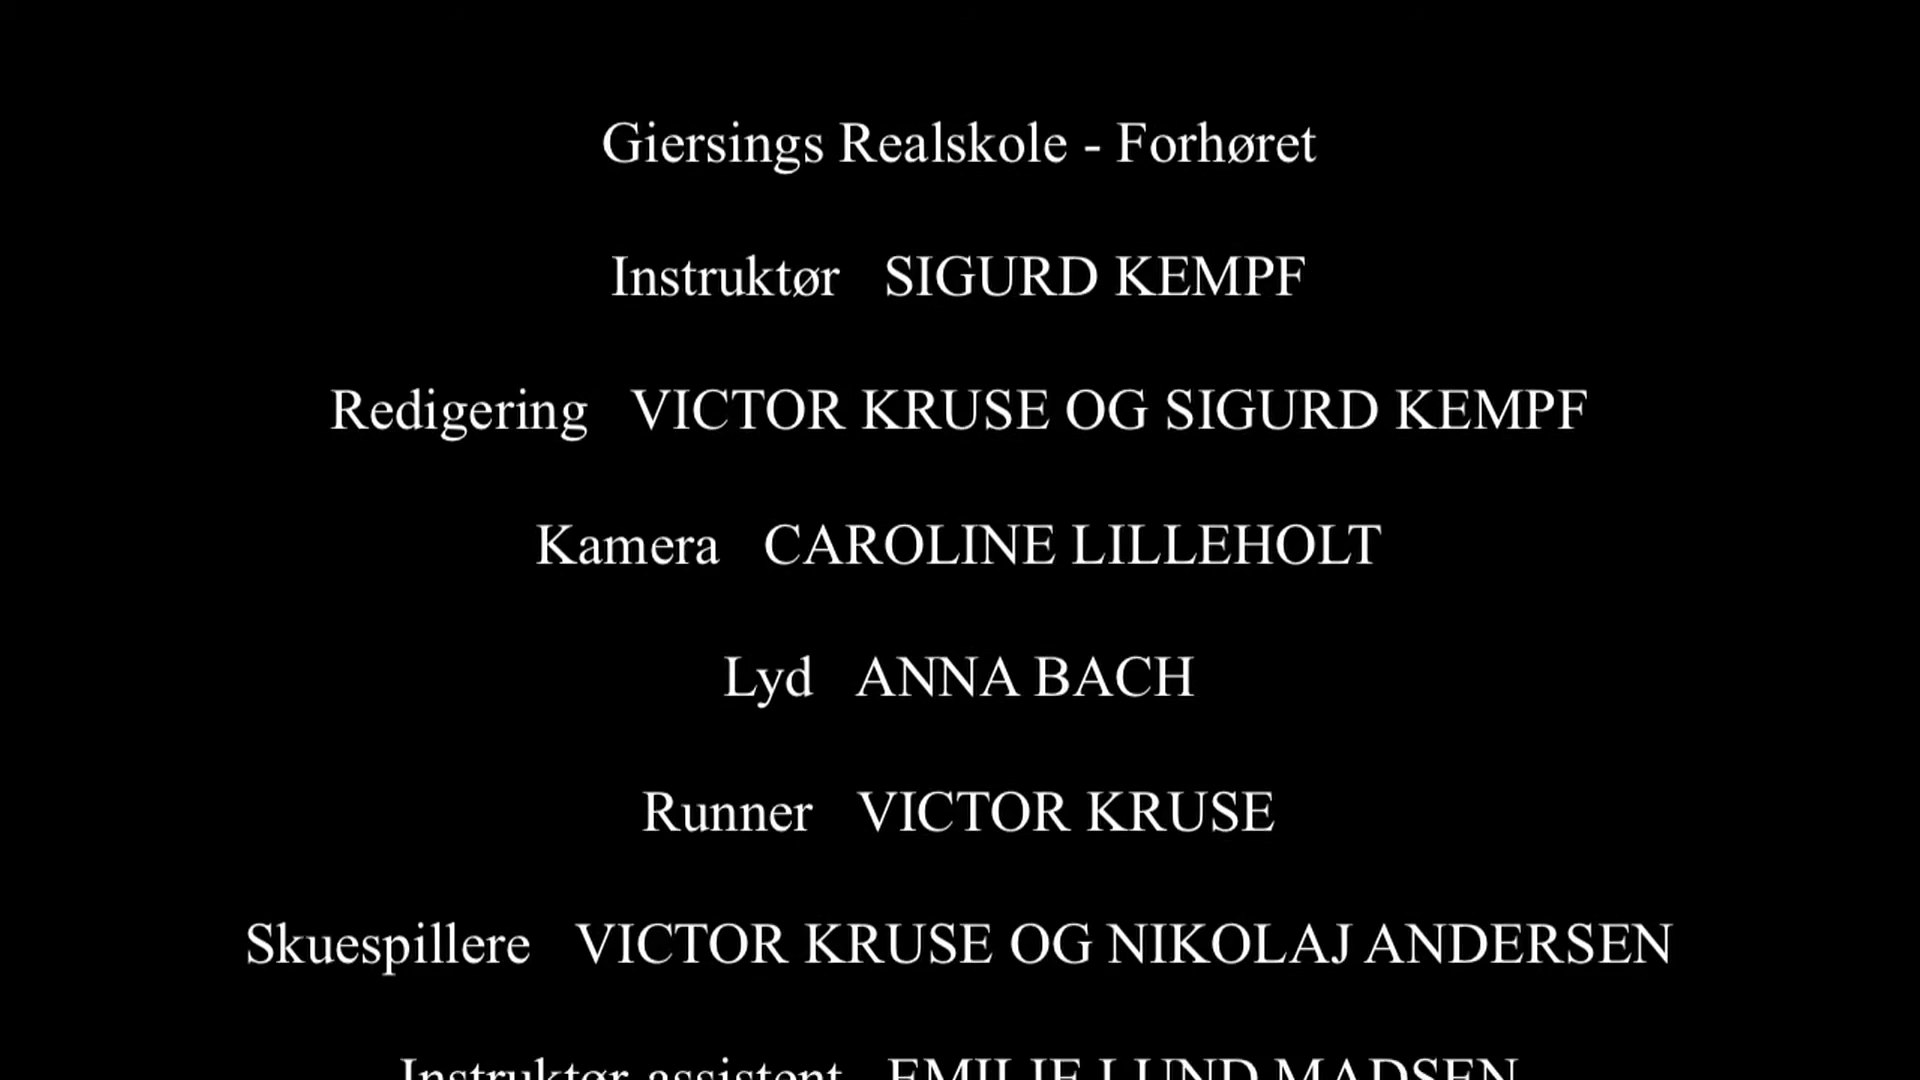 Giersings Realskole - Forhøret
Instruktør SIGURD KEMPF
Redigering VICTOR KRUSE OG SIGURD KEMPF
Kamera CAROLINE LILLEHOLT
Lyd ANNA BACH
Runner VICTOR KRUSE
Skuespillere VICTOR KRUSE OG NIKOLAJ ANDERSEN
Instruktør assistent EMILIE LUND MADSEN